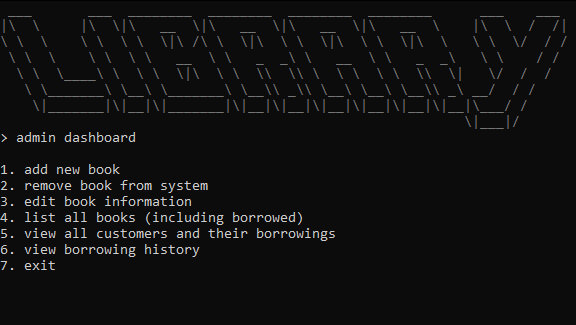 LIBRARY
> admin dashboard
1. add new book
2. remove book from system
3. edit book information
4. list all books (including borrowed)
5. view all customers and their borrowings
6. view borrowing history
7. exit